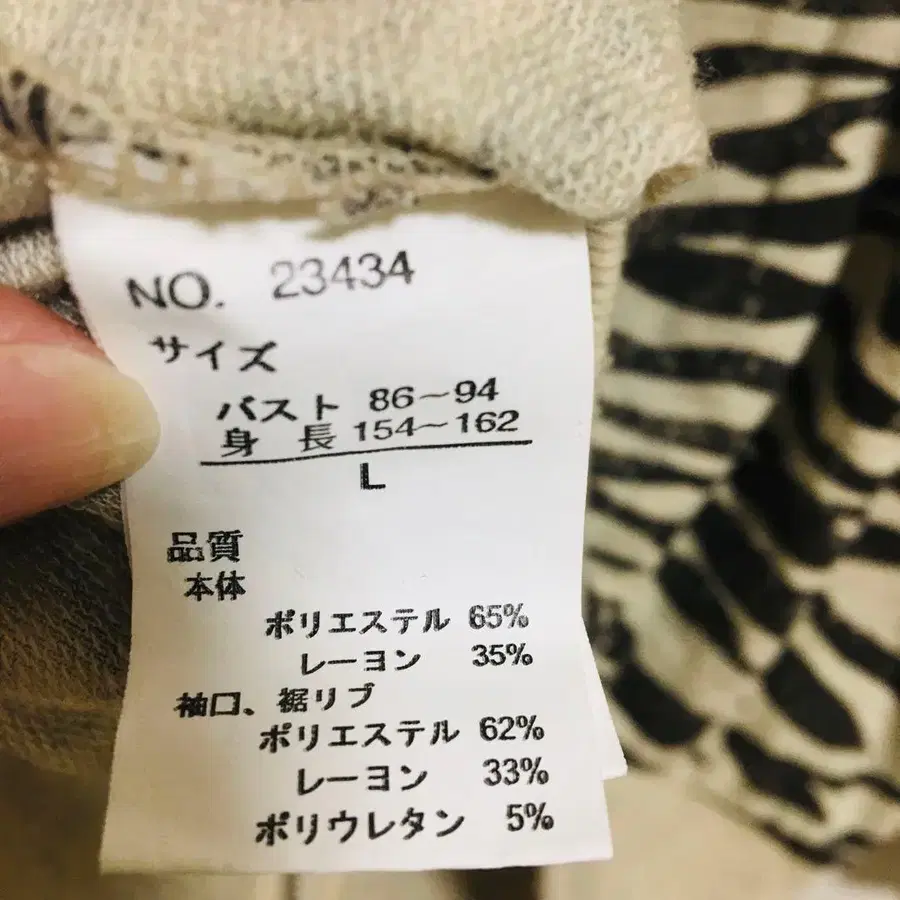 NO. 23434
サイズ
バスト 86～94
身 長 154～162
L
品質
本体
ポリエステル 65%
レーヨン 35%
袖口、裾リブ
ポリエステル 62%
レーヨン 33%
ポリウレタン 5%